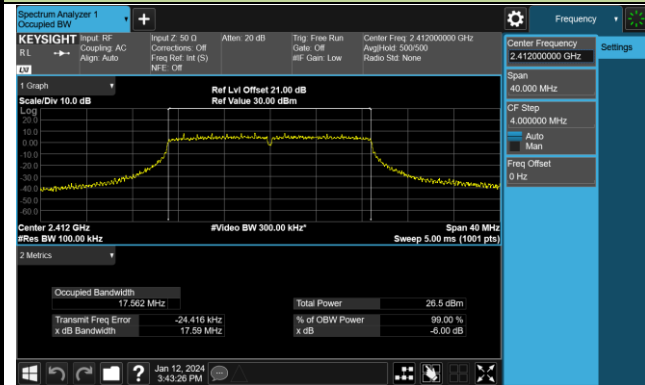 Spectrum Analyzer 1
Occupied BW
Frequency
KEYSIGHT
RL
LXI
Input: RF
Coupling: AC
Align: Auto
Input Z: 50 Ω
Corrections: Off
Freq Ref: Int (S)
NFE: Off
Atten: 20 dB
Trig: Free Run
Gate: Off
#IF Gain: Low
Center Freq: 2.412000000 GHz
Avg|Hold: 500/500
Radio Std: None
Center Frequency
2.412000000 GHz
Settings
Span
40.000 MHz
CF Step
4.000000 MHz
Auto
Man
Freq Offset
0 Hz
1 Graph
Scale/Div 10.0 dB
Ref Lvl Offset 21.00 dB
Ref Value 30.00 dBm
Log
20.0
10.0
0.00
-10.0
-20.0
-30.0
-40.0
-50.0
-60.0
Center 2.412 GHz
#Res BW 100.00 kHz
#Video BW 300.00 kHz*
Span 40 MHz
Sweep 5.00 ms (1001 pts)
2 Metrics
Occupied Bandwidth
17.562 MHz
Total Power 26.5 dBm
Transmit Freq Error -24.416 kHz
% of OBW Power 99.00 %
x dB Bandwidth 17.59 MHz
x dB -6.00 dB
?
Jan 12, 2024
3:43:26 PM